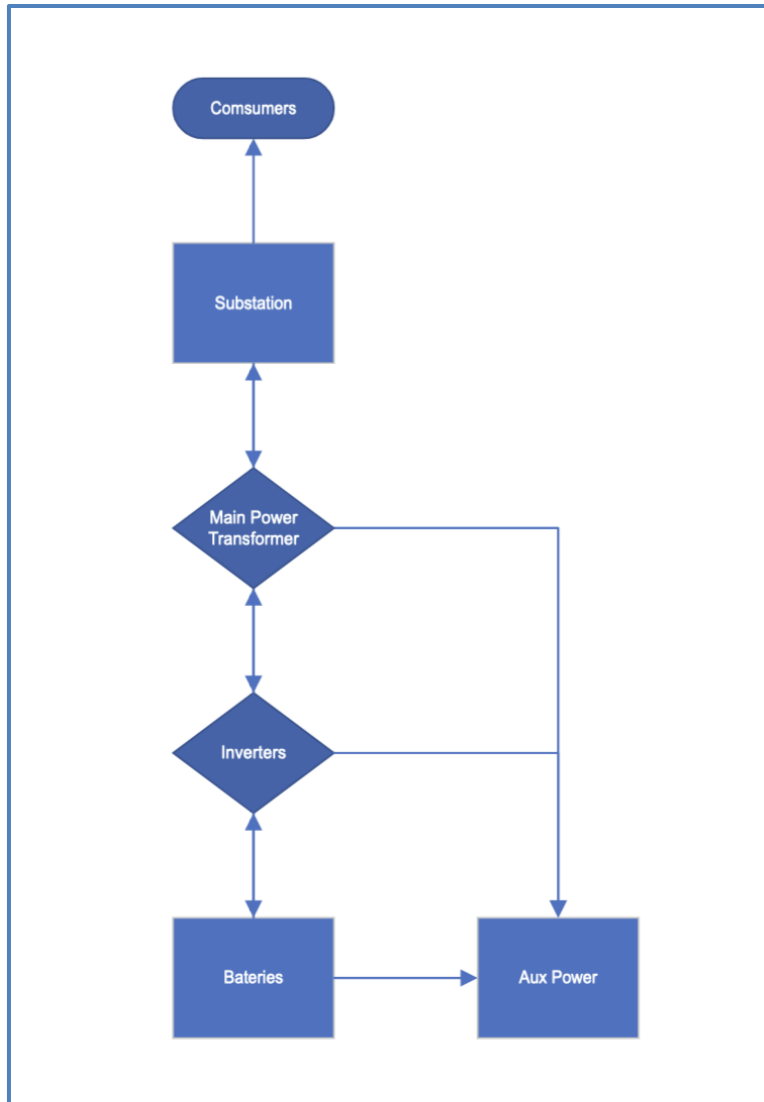 Comsumers
Substation
Main Power
Transformer
Inverters
Bateries
Aux Power